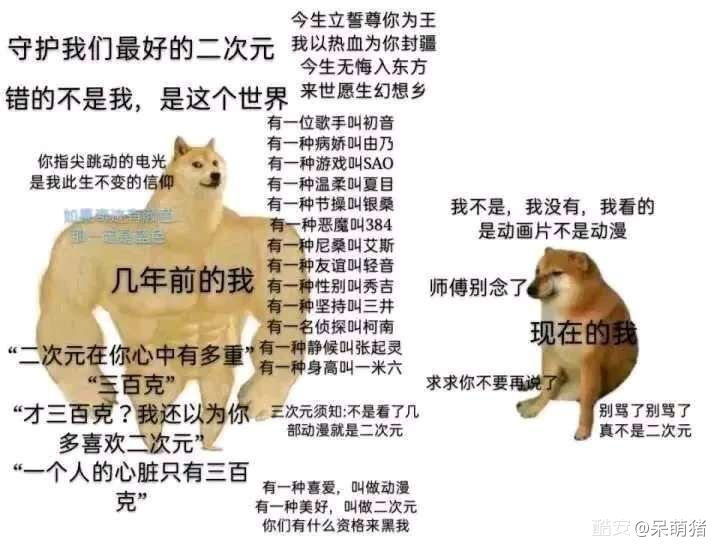 守护我们最好的二次元
错的不是我，是这个世界
今生立誓尊你为王
我以热血为你封疆
今生无悔入东方
来世愿生幻想乡
你指尖跳动的电光
是我此生不变的信仰
如果奇迹有颜色
那一定是蓝色
几年前的我
有一位歌手叫初音
有一种病娇叫由乃
有一种游戏叫SAO
有一种温柔叫夏目
有一种节操叫银桑
有一种恶魔叫384
有一种尼桑叫艾斯
有一种友谊叫轻音
有一种性别叫秀吉
有一种坚持叫三井
有一名侦探叫柯南
有一种静候叫张起灵
有一种身高叫一米六
“二次元在你心中有多重”
“三百克”
“才三百克？我还以为你
多喜欢二次元”
“一个人的心脏只有三百
克”
三次元须知:不是看了几
部动漫就是二次元
有一种喜爱，叫做动漫
有一种美好，叫做二次元
你们有什么资格来黑我
我不是，我没有，我看的
是动画片不是动漫
师傅别念了
现在的我
求求你不要再说了
别骂了别骂了
真不是二次元
酷安 @呆萌猪